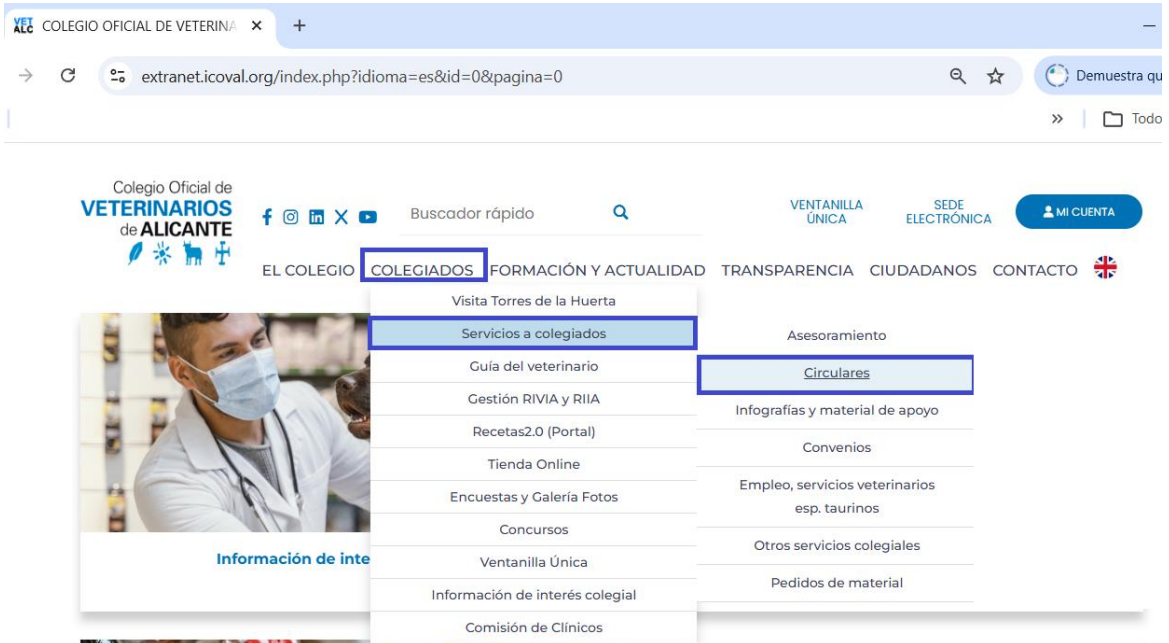 VET
ALC
COLEGIO OFICIAL DE VETERINA
extranet.icoval.org/index.php?idioma=es&id=0&pagina=0
Demuestra qu
Todo
Colegio Oficial de
VETERINARIOS
de ALICANTE
Buscador rápido
VENTANILLA
ÚNICA
SEDE
ELECTRÓNICA
MI CUENTA
EL COLEGIO COLEGIADOS FORMACIÓN Y ACTUALIDAD TRANSPARENCIA CIUDADANOS CONTACTO
Visita Torres de la Huerta
Servicios a colegiados
Guía del veterinario
Gestión RIVIA y RIIA
Recetas2.0 (Portal)
Tienda Online
Encuestas y Galería Fotos
Concursos
Ventanilla Única
Información de interés colegial
Comisión de Clínicos
Asesoramiento
Circulares
Infografías y material de apoyo
Convenios
Empleo, servicios veterinarios
esp. taurinos
Otros servicios colegiales
Pedidos de material
Información de inte